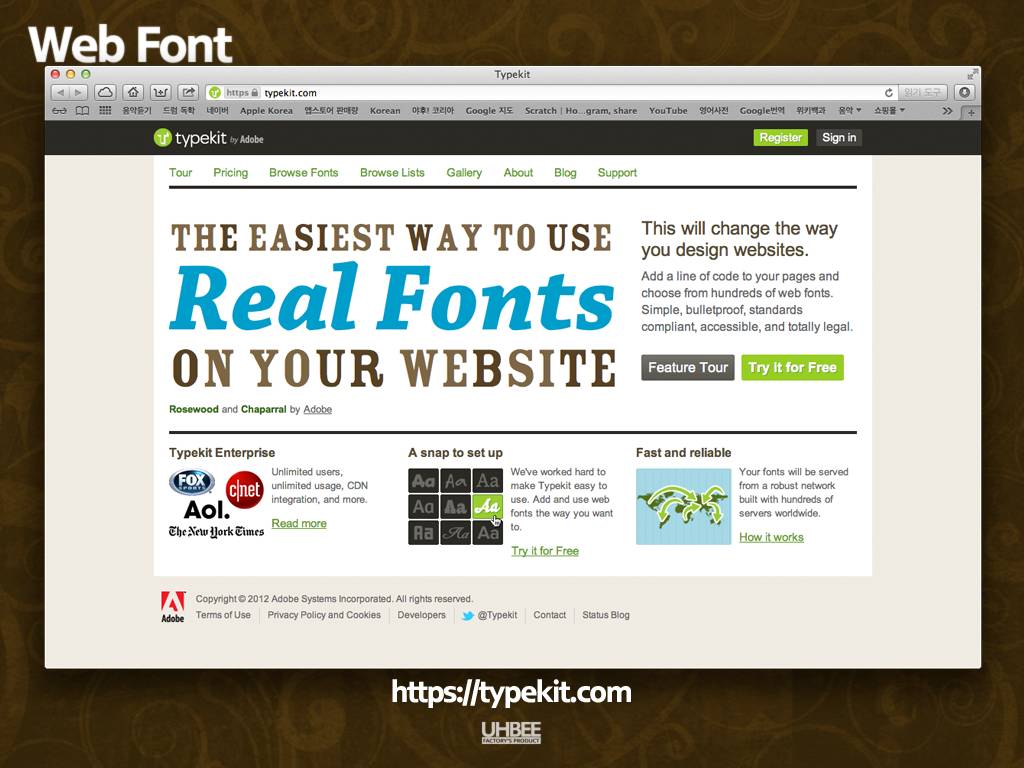 Web Font
Typekit
https typekit.com
읽기 도구
음악듣기 드럼 독학 네이버 Apple Korea 앱스토어 판매량 Korean 야후! 코리아 Google 지도 Scratch | Ho...gram, share YouTube 영어사전 Google번역 위키백과 음악 쇼핑몰
typekit by Adobe
Register Sign in
Tour Pricing Browse Fonts Browse Lists Gallery About Blog Support
THE EASIEST WAY TO USE
Real Fonts
ON YOUR WEBSITE
Rosewood and Chaparral by Adobe
This will change the way
you design websites.
Add a line of code to your pages and
choose from hundreds of web fonts.
Simple, bulletproof, standards
compliant, accessible, and totally legal.
Feature Tour Try it for Free
Typekit Enterprise
FOX
SPORTS
c|net
Aol.
The New York Times
Unlimited users,
unlimited usage, CDN
integration, and more.
Read more
A snap to set up
Aa Aa Aa
Aa Aa Aa
Aa Aa Aa
We've worked hard to
make Typekit easy to
use. Add and use web
fonts the way you want
to.
Try it for Free
Fast and reliable
Your fonts will be served
from a robust network
built with hundreds of
servers worldwide.
How it works
Adobe
Copyright © 2012 Adobe Systems Incorporated. All rights reserved.
Terms of Use Privacy Policy and Cookies Developers @Typekit Contact Status Blog
https://typekit.com
UHBEE
FACTORY'S PRODUCT